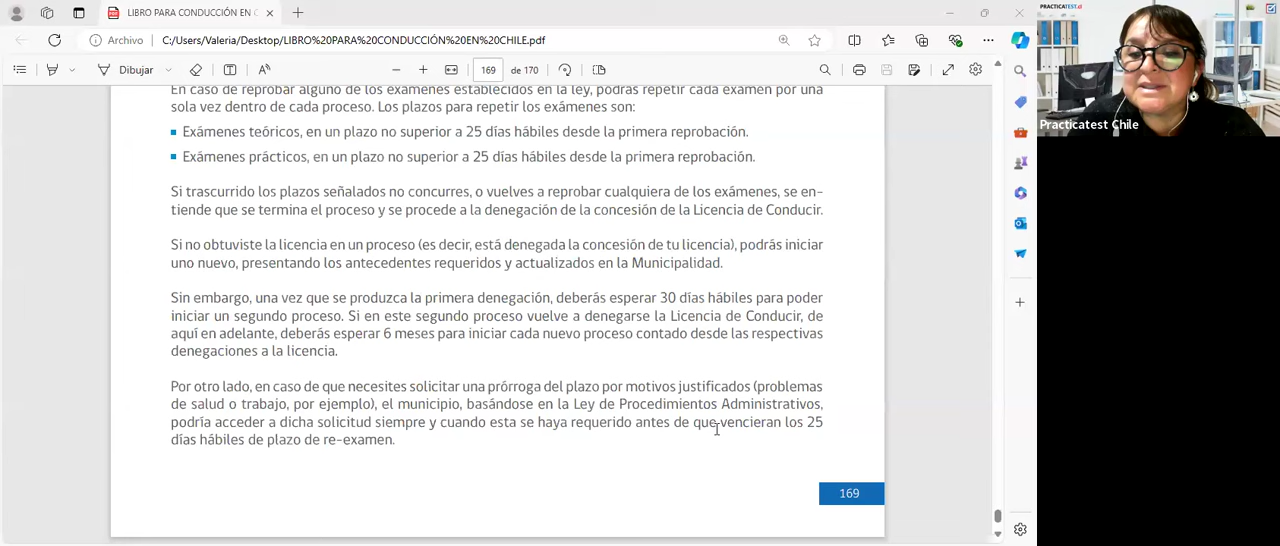 LIBRO PARA CONDUCCIÓN EN C
Archivo
C:/Users/Valeria/Desktop/LIBRO%20PARA%20CONDUCCIÓN%20EN%20CHILE.pdf
Dibujar
169 de 170
En caso de reprobar alguno de los exámenes establecidos en la ley, podrás repetir cada examen por una
sola vez dentro de cada proceso. Los plazos para repetir los exámenes son:
Exámenes teóricos, en un plazo no superior a 25 días hábiles desde la primera reprobación.
Exámenes prácticos, en un plazo no superior a 25 días hábiles desde la primera reprobación.
Si trascurrido los plazos señalados no concurres, o vuelves a reprobar cualquiera de los exámenes, se en-
tiende que se termina el proceso y se procede a la denegación de la concesión de la Licencia de Conducir.
Si no obtuviste la licencia en un proceso (es decir, está denegada la concesión de tu licencia), podrás iniciar
uno nuevo, presentando los antecedentes requeridos y actualizados en la Municipalidad.
Sin embargo, una vez que se produzca la primera denegación, deberás esperar 30 días hábiles para poder
iniciar un segundo proceso. Si en este segundo proceso vuelve a denegarse la Licencia de Conducir, de
aquí en adelante, deberás esperar 6 meses para iniciar cada nuevo proceso contado desde las respectivas
denegaciones a la licencia.
Por otro lado, en caso de que necesites solicitar una prórroga del plazo por motivos justificados (problemas
de salud o trabajo, por ejemplo), el municipio, basándose en la Ley de Procedimientos Administrativos,
podría acceder a dicha solicitud siempre y cuando esta se haya requerido antes de que vencieran los 25
días hábiles de plazo de re-examen.
169
PRACTICATEST.cl
Practicatest Chile